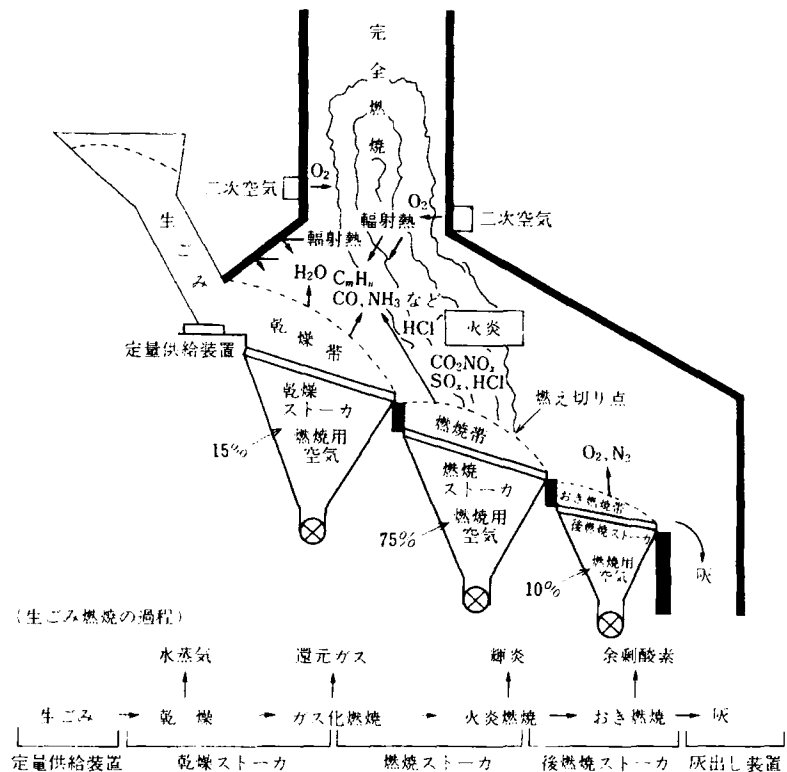 完
全
燃
焼
O₂
二次空気
O₂
二次空気
生ごみ
輻射熱
輻射熱
H₂O
CₘHₙ
CO, NH₃ など
HCl
火炎
定量供給装置
乾燥帯
CO₂NOₓ
SOₓ, HCl
燃え切り点
乾燥
ストーカ
燃焼用
空気
15%
燃焼帯
O₂, N₂
燃焼
ストーカ
燃焼用
空気
75%
おき燃焼帯
後燃焼ストーカ
燃焼用
空気
10%
灰
(生ごみ燃焼の過程)
水蒸気 還元ガス 輝炎 余剰酸素
生ごみ → 乾燥 → ガス化燃焼 → 火炎燃焼 → おき燃焼 → 灰
定量供給装置 乾燥ストーカ 燃焼ストーカ 後燃焼ストーカ 灰出し装置